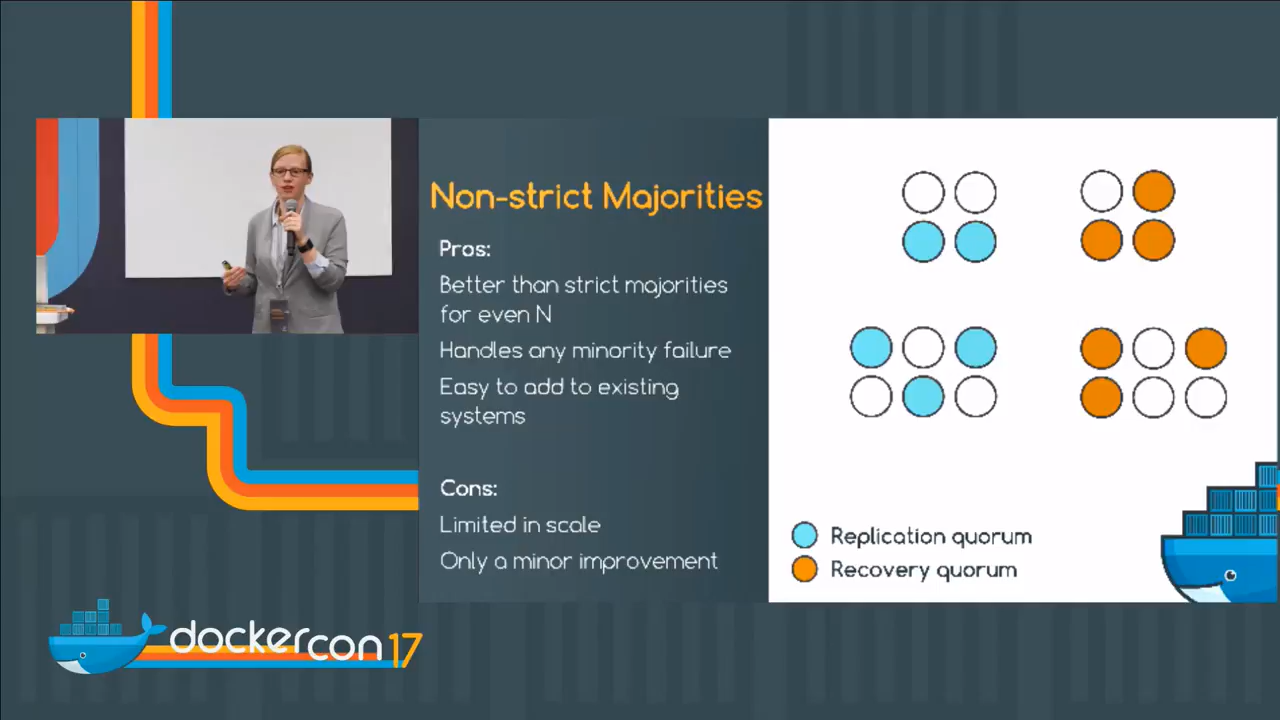 Non-strict Majorities
Pros:
Better than strict majorities
for even N
Handles any minority failure
Easy to add to existing
systems
Cons:
Limited in scale
Only a minor improvement
Replication quorum
Recovery quorum
dockercon 17